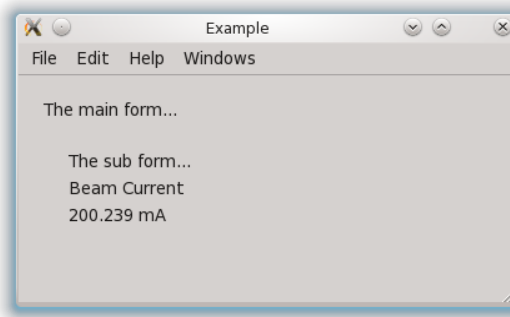 Example
File Edit Help Windows
The main form...
The sub form...
Beam Current
200.239 mA